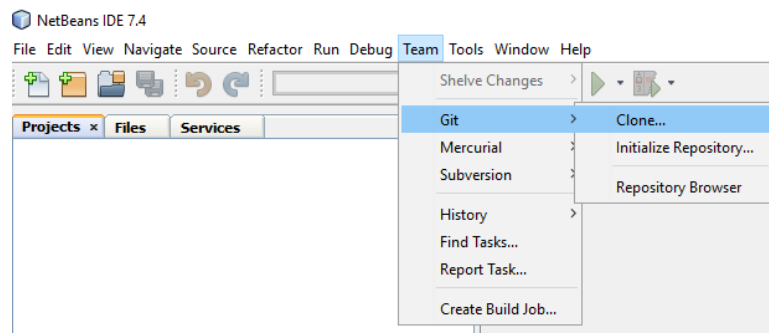 NetBeans IDE 7.4
File Edit View Navigate Source Refactor Run Debug Team Tools Window Help
Shelve Changes
Projects × Files Services
Git
Clone...
Mercurial
Initialize Repository...
Subversion
Repository Browser
History
Find Tasks...
Report Task...
Create Build Job...